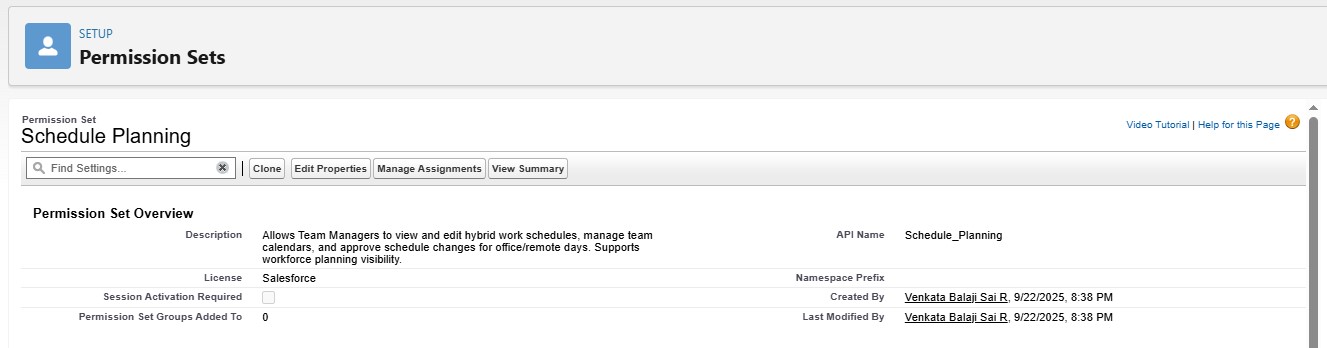 SETUP
Permission Sets
Permission Set
Schedule Planning
Video Tutorial | Help for this Page ?
Find Settings...
Clone
Edit Properties
Manage Assignments
View Summary
Permission Set Overview
Description
Allows Team Managers to view and edit hybrid work schedules, manage team
calendars, and approve schedule changes for office/remote days. Supports
workforce planning visibility.
API Name
Schedule_Planning
License
Salesforce
Namespace Prefix
Session Activation Required
Created By
Venkata Balaji Sai R, 9/22/2025, 8:38 PM
Permission Set Groups Added To
0
Last Modified By
Venkata Balaji Sai R, 9/22/2025, 8:38 PM